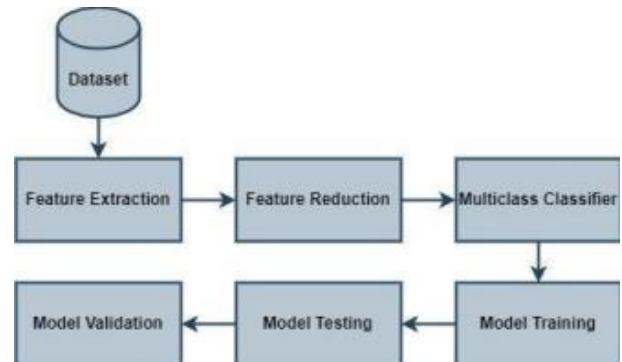 Dataset
Feature Extraction
Feature Reduction
Multiclass Classifier
Model Training
Model Testing
Model Validation